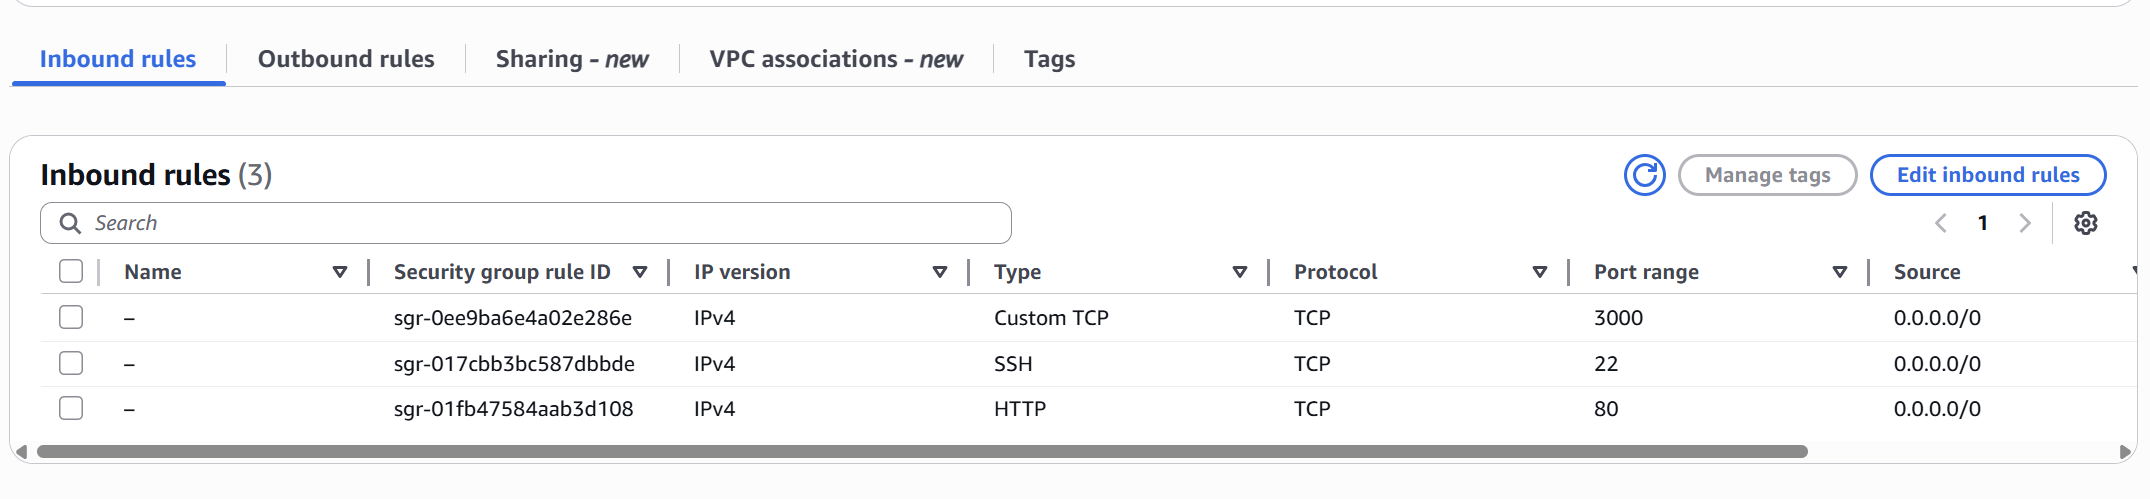 Inbound rules Outbound rules Sharing - new VPC associations - new Tags
Inbound rules (3) Manage tags Edit inbound rules
Search 1
Name Security group rule ID IP version Type Protocol Port range Source
– sgr-0ee9ba6e4a02e286e IPv4 Custom TCP TCP 3000 0.0.0.0/0
– sgr-017cbb3bc587dbbde IPv4 SSH TCP 22 0.0.0.0/0
– sgr-01fb47584aab3d108 IPv4 HTTP TCP 80 0.0.0.0/0